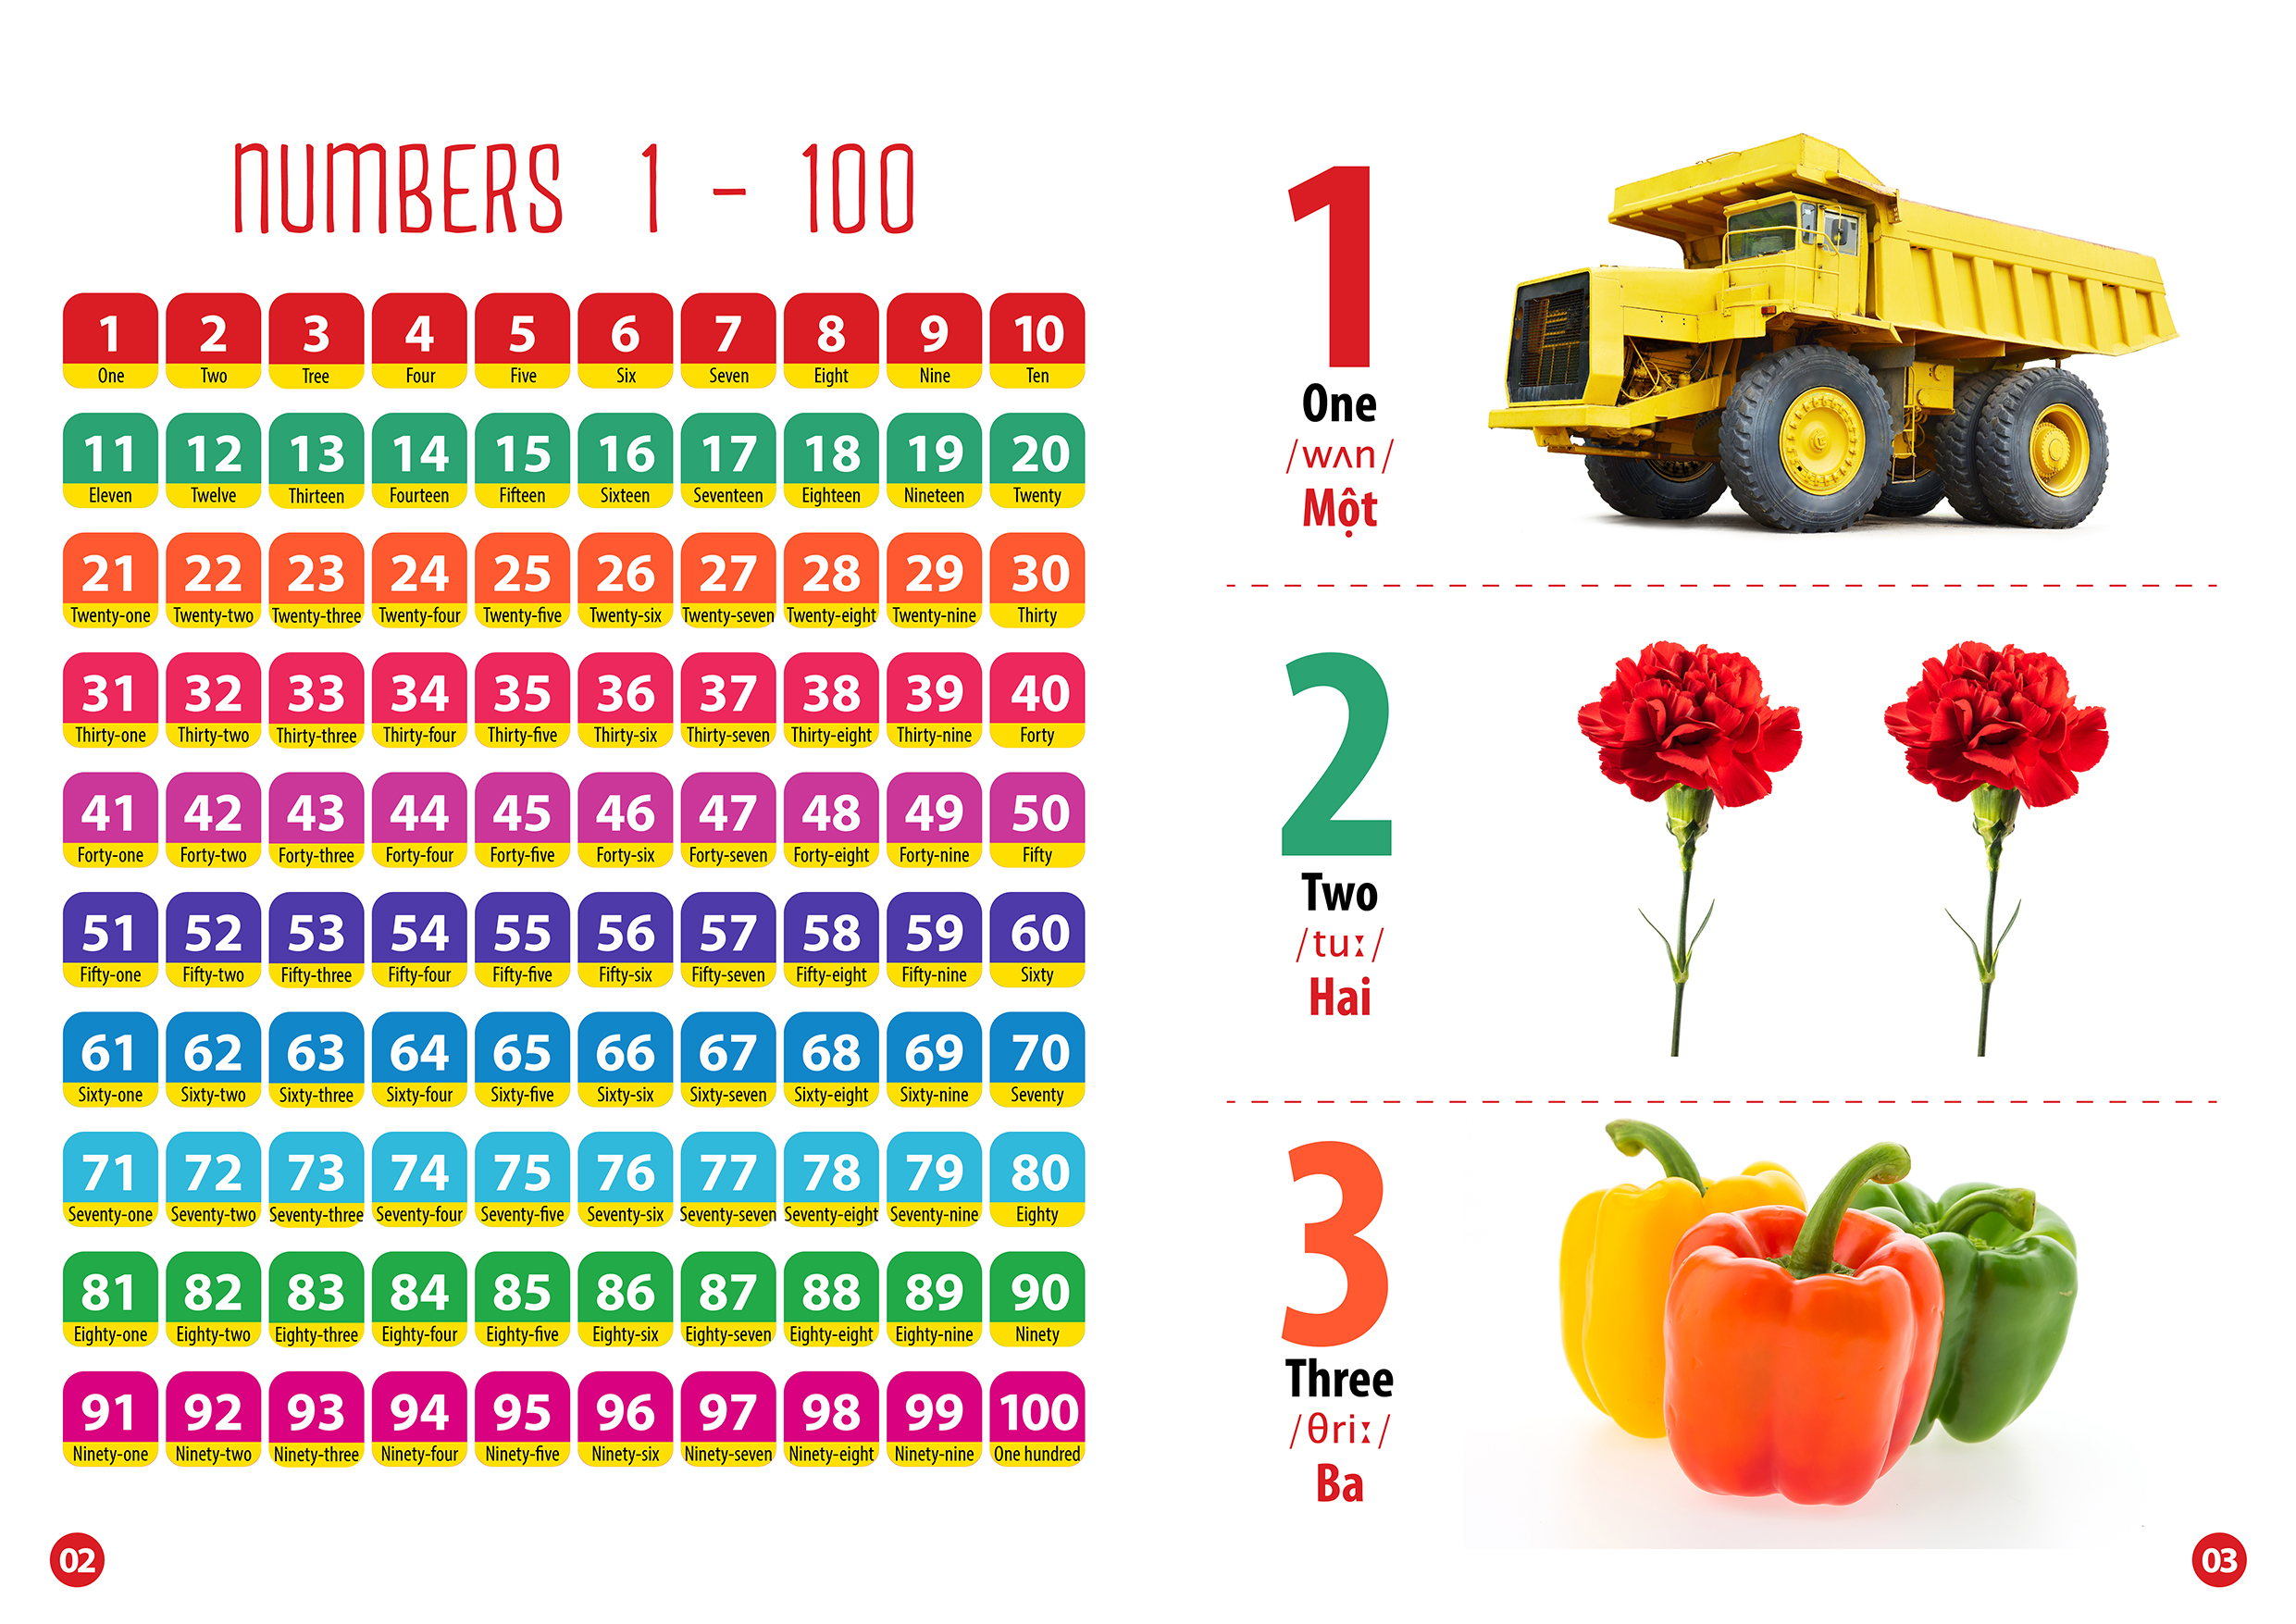 NUMBERS 1 - 100
1 2 3 4 5 6 7 8 9 10
One Two Tree Four Five Six Seven Eight Nine Ten
11 12 13 14 15 16 17 18 19 20
Eleven Twelve Thirteen Fourteen Fifteen Sixteen Seventeen Eighteen Nineteen Twenty
21 22 23 24 25 26 27 28 29 30
Twenty-one Twenty-two Twenty-three Twenty-four Twenty-five Twenty-six Twenty-seven Twenty-eight Twenty-nine Thirty
31 32 33 34 35 36 37 38 39 40
Thirty-one Thirty-two Thirty-three Thirty-four Thirty-five Thirty-six Thirty-seven Thirty-eight Thirty-nine Forty
41 42 43 44 45 46 47 48 49 50
Forty-one Forty-two Forty-three Forty-four Forty-five Forty-six Forty-seven Forty-eight Forty-nine Fifty
51 52 53 54 55 56 57 58 59 60
Fifty-one Fifty-two Fifty-three Fifty-four Fifty-five Fifty-six Fifty-seven Fifty-eight Fifty-nine Sixty
61 62 63 64 65 66 67 68 69 70
Sixty-one Sixty-two Sixty-three Sixty-four Sixty-five Sixty-six Sixty-seven Sixty-eight Sixty-nine Seventy
71 72 73 74 75 76 77 78 79 80
Seventy-one Seventy-two Seventy-three Seventy-four Seventy-five Seventy-six Seventy-seven Seventy-eight Seventy-nine Eighty
81 82 83 84 85 86 87 88 89 90
Eighty-one Eighty-two Eighty-three Eighty-four Eighty-five Eighty-six Eighty-seven Eighty-eight Eighty-nine Ninety
91 92 93 94 95 96 97 98 99 100
Ninety-one Ninety-two Ninety-three Ninety-four Ninety-five Ninety-six Ninety-seven Ninety-eight Ninety-nine One hundred
02
1
One
/wʌn/
Một
2
Two
/tuː/
Hai
3
Three
/θriː/
Ba
03